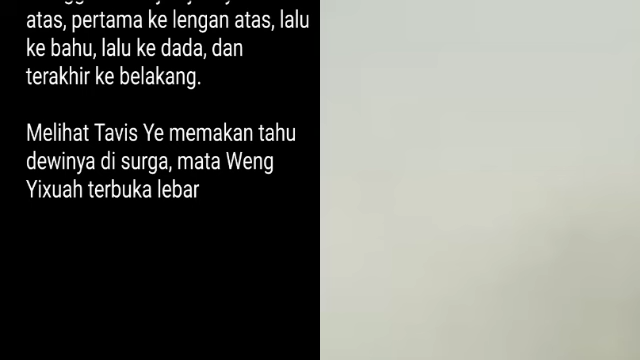 atas, pertama ke lengan atas, lalu
ke bahu, lalu ke dada, dan
terakhir ke belakang.
Melihat Tavis Ye memakan tahu
dewinya di surga, mata Weng
Yixuah terbuka lebar